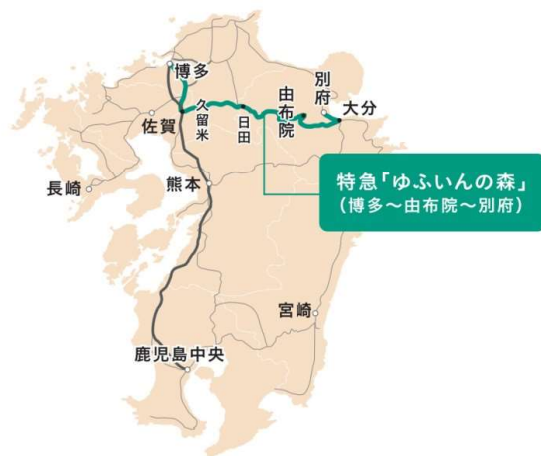 博多
別府
由布院
大分
久留米
日田
佐賀
特急「ゆふいんの森」
(博多〜由布院〜別府)
長崎
熊本
宮崎
鹿児島中央